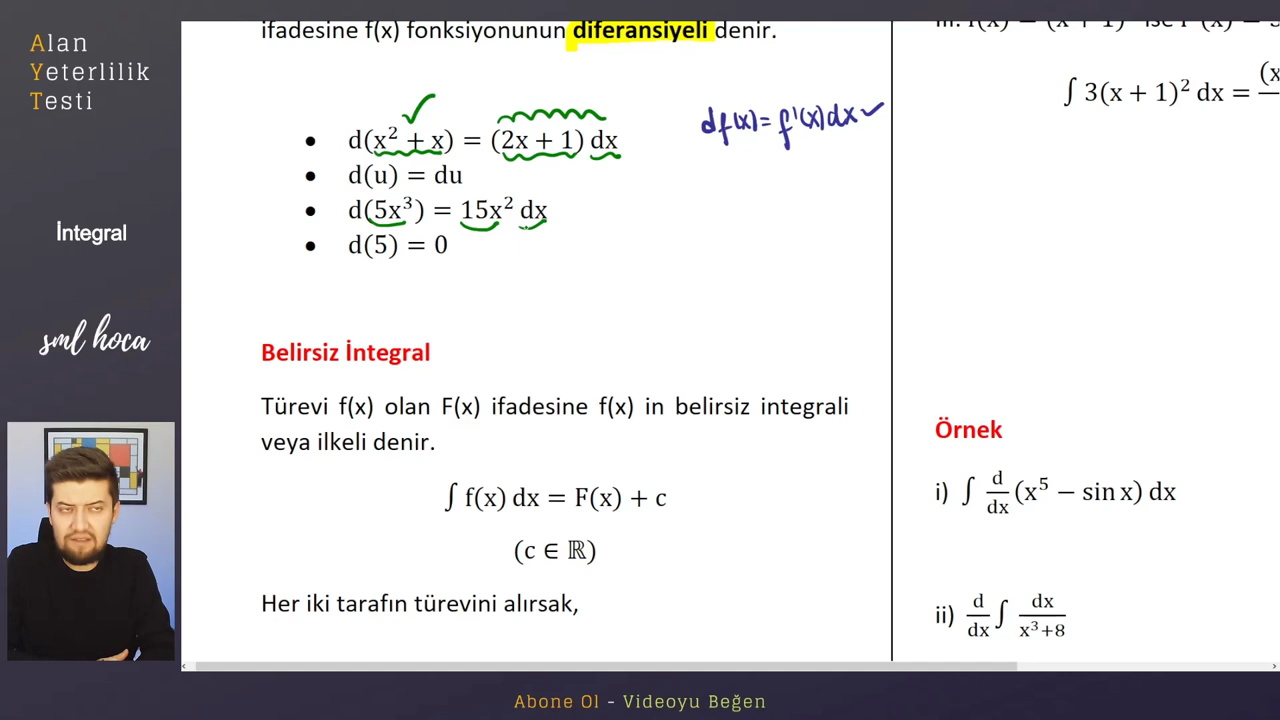 Alan
Yeterlilik
Testi
İntegral
sml hoca
ifadesine f(x) fonksiyonunun diferansiyeli denir.
• d(x² + x) = (2x + 1) dx
df(x) = f'(x)dx ✓
• d(u) = du
• d(5x³) = 15x² dx
• d(5) = 0
Belirsiz İntegral
Türevi f(x) olan F(x) ifadesine f(x) in belirsiz integrali
veya ilkeli denir.
∫ f(x) dx = F(x) + c
(c ∈ ℝ)
Her iki tarafın türevini alırsak,
∫ 3(x + 1)² dx = (x
Örnek
i) ∫ d/dx (x⁵ − sin x) dx
ii) d/dx ∫ dx/x³+8
Abone Ol - Videoyu Beğen